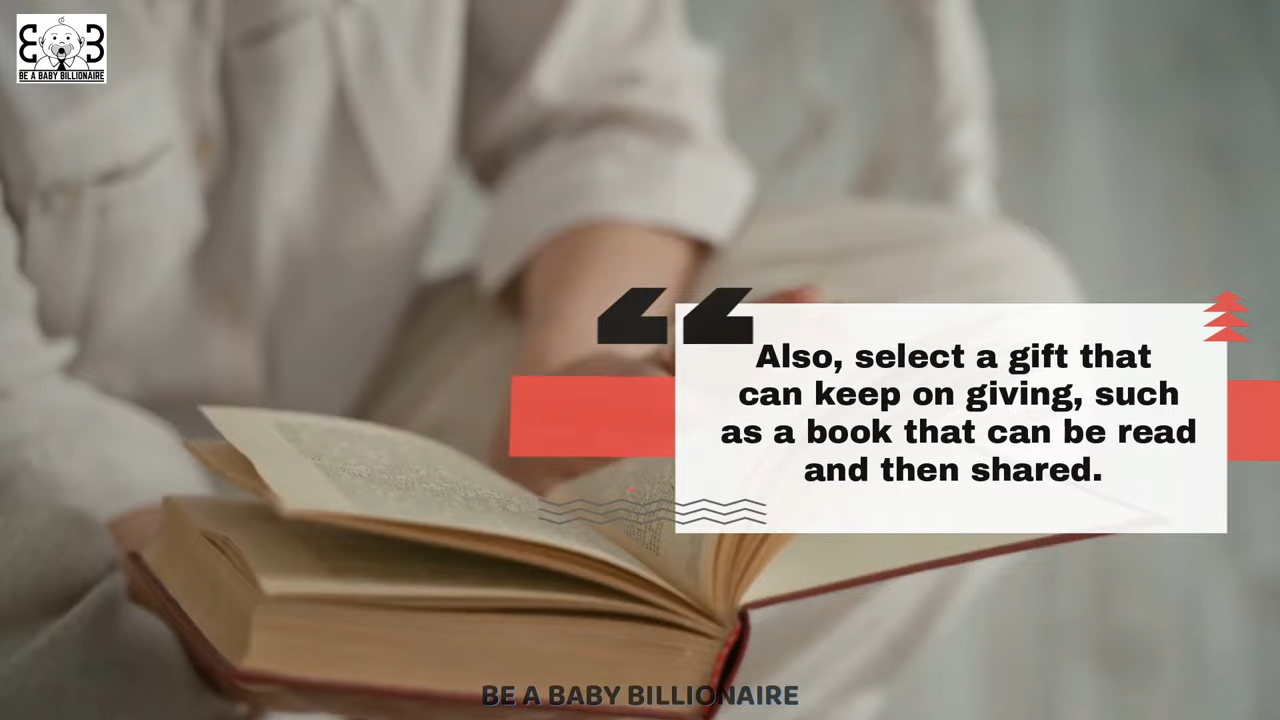 BE A BABY BILLIONAIRE
Also, select a gift that
can keep on giving, such
as a book that can be read
and then shared.
BE A BABY BILLIONAIRE